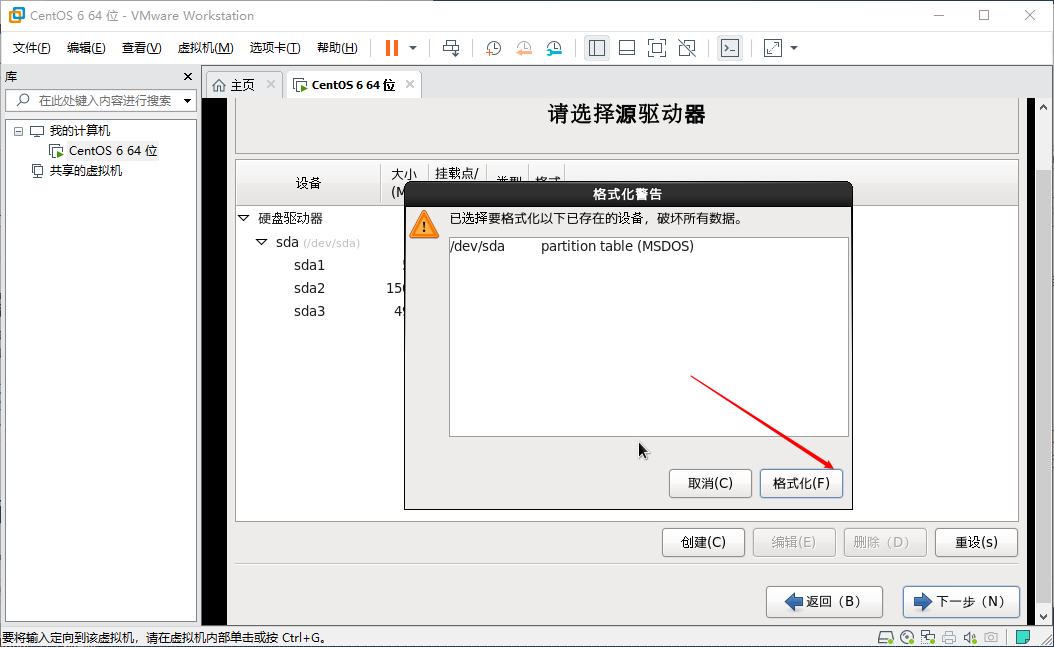 CentOS 6 64 位 - VMware Workstation
文件(F) 编辑(E) 查看(V) 虚拟机(M) 选项卡(T) 帮助(H)
库
在此处键入内容进行搜索
我的计算机
CentOS 6 64 位
共享的虚拟机
主页
CentOS 6 64 位
请选择源驱动器
设备
大小
挂载点/
类型
格式
(M
硬盘驱动器
sda (/dev/sda)
sda1
sda2
sda3
格式化警告
已选择要格式化以下已存在的设备，破坏所有数据。
/dev/sda partition table (MSDOS)
取消(C) 格式化(F)
创建(C) 编辑(E) 删除（D） 重设(s)
返回（B） 下一步（N）
要将输入定向到该虚拟机，请在虚拟机内部单击或按 Ctrl+G。